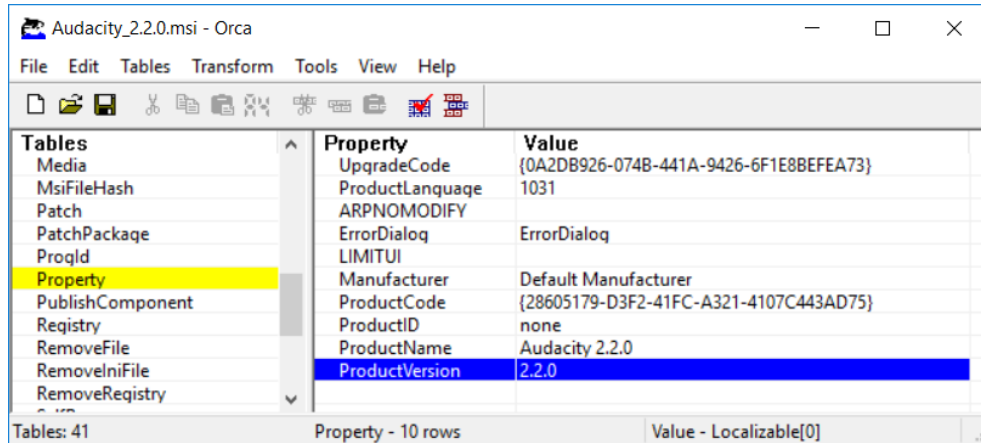 Audacity_2.2.0.msi - Orca
File Edit Tables Transform Tools View Help
Tables
Media
MsiFileHash
Patch
PatchPackage
ProgId
Property
PublishComponent
Registry
RemoveFile
RemoveIniFile
RemoveRegistry
Property Value
UpgradeCode {0A2DB926-074B-441A-9426-6F1E8BEFEA73}
ProductLanguage 1031
ARPNOMODIFY
ErrorDialog ErrorDialog
LIMITUI
Manufacturer Default Manufacturer
ProductCode {28605179-D3F2-41FC-A321-4107C443AD75}
ProductID none
ProductName Audacity 2.2.0
ProductVersion 2.2.0
Tables: 41 Property - 10 rows Value - Localizable[0]